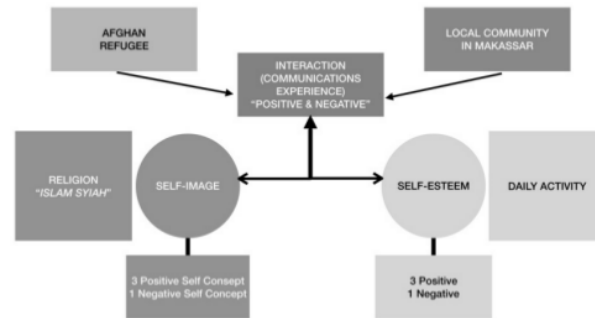 AFGHAN
REFUGEE
LOCAL COMMUNITY
IN MAKASSAR
INTERACTION
(COMMUNICATIONS
EXPERIENCE)
"POSITIVE & NEGATIVE"
RELIGION
"ISLAM SYIAH"
SELF-IMAGE
SELF-ESTEEM
DAILY ACTIVITY
3 Positive Self Consept
1 Negative Self Concept
3 Positive
1 Negative